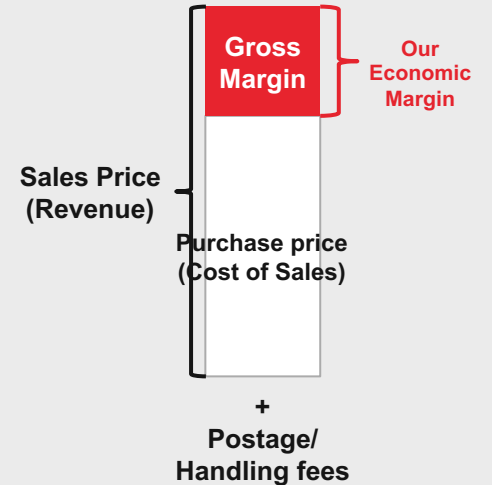 Gross
Margin
Our
Economic
Margin
Sales Price
(Revenue)
Purchase price
(Cost of Sales)
+
Postage/
Handling fees